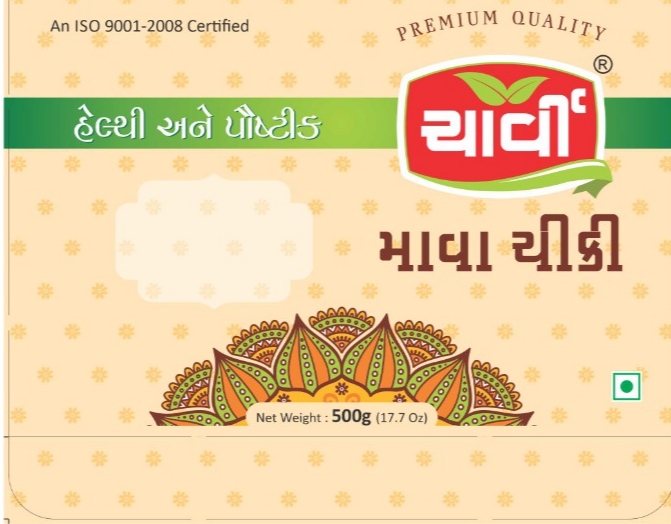 An ISO 9001-2008 Certified
PREMIUM QUALITY
®
હેલ્થી અને પૌષ્ટીક
ચાર્વી
માવા ચીક્કી
Net Weight : 500g (17.7 Oz)